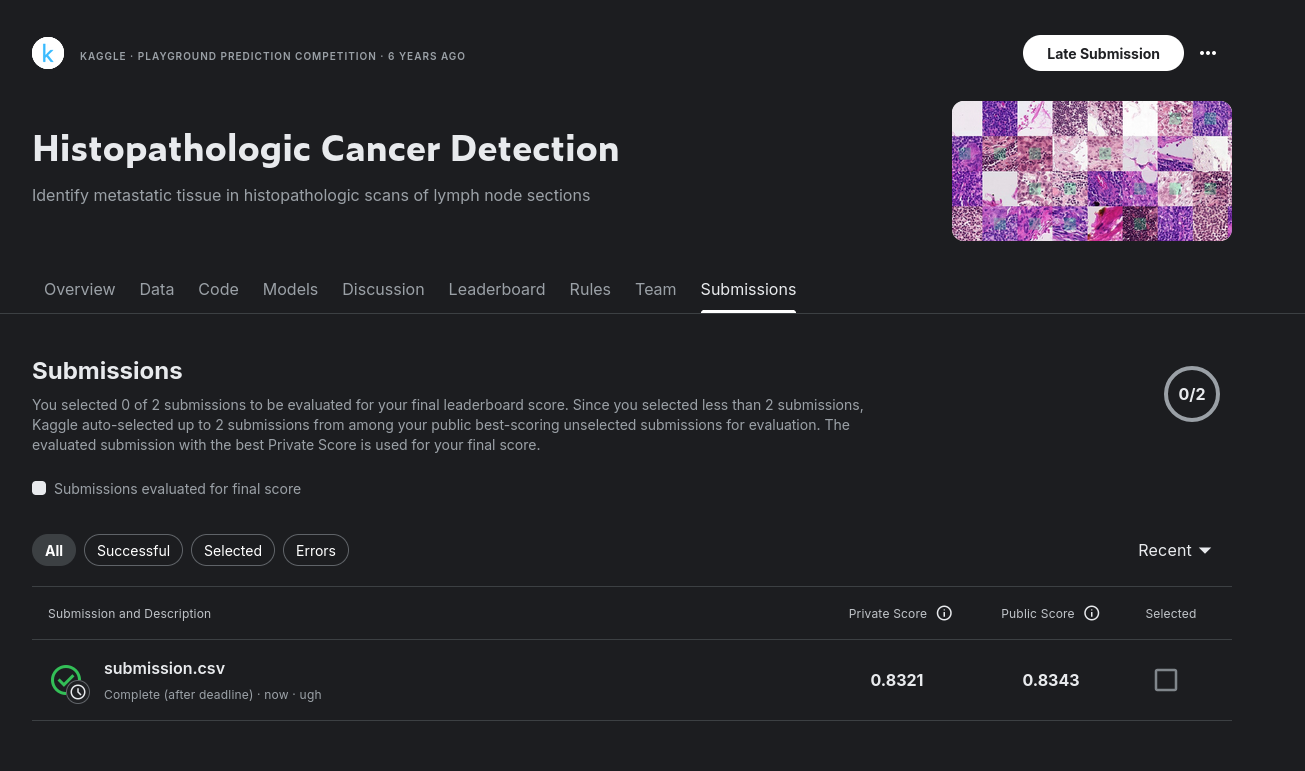 k
KAGGLE · PLAYGROUND PREDICTION COMPETITION · 6 YEARS AGO
Late Submission
Histopathologic Cancer Detection
Identify metastatic tissue in histopathologic scans of lymph node sections
Overview Data Code Models Discussion Leaderboard Rules Team Submissions
Submissions
0/2
You selected 0 of 2 submissions to be evaluated for your final leaderboard score. Since you selected less than 2 submissions,
Kaggle auto-selected up to 2 submissions from among your public best-scoring unselected submissions for evaluation. The
evaluated submission with the best Private Score is used for your final score.
Submissions evaluated for final score
All Successful Selected Errors Recent
Submission and Description Private Score Public Score Selected
submission.csv
Complete (after deadline) · now · ugh
0.8321 0.8343